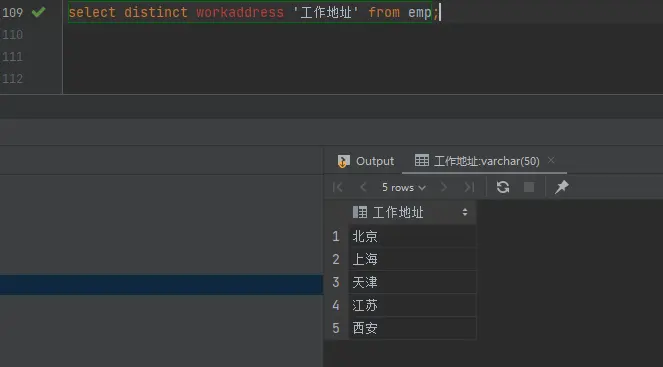 109 select distinct workaddress '工作地址' from emp;
110
111
112
Output 工作地址:varchar(50)
5 rows
工作地址
1 北京
2 上海
3 天津
4 江苏
5 西安